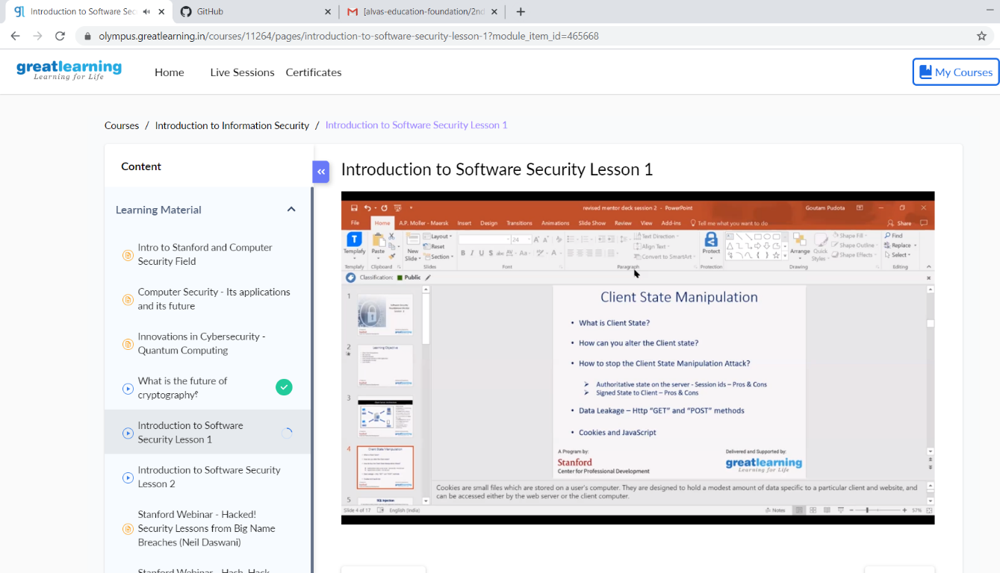 Introduction to Software Sec
GitHub
[alvas-education-foundation/2nd
olympus.greatlearning.in/courses/11264/pages/introduction-to-software-security-lesson-1?module_item_id=465668
greatlearning
Learning for Life
Home
Live Sessions
Certificates
My Courses
Courses / Introduction to Information Security / Introduction to Software Security Lesson 1
Content
Learning Material
Intro to Stanford and Computer
Security Field
Computer Security - Its applications
and its future
Innovations in Cybersecurity -
Quantum Computing
What is the future of
cryptography?
Introduction to Software
Security Lesson 1
Introduction to Software Security
Lesson 2
Stanford Webinar - Hacked!
Security Lessons from Big Name
Breaches (Neil Daswani)
Stanford Webinar - Hash, Hack,
Introduction to Software Security Lesson 1
revised mentor deck session 2 - PowerPoint
Goutam Pudota
File Home A.P. Moller - Maersk Insert Design Transitions Animations Slide Show Review View Add-ins Tell me what you want to do
Share
Templafy
Paste
New
Slide
Layout
Reset
Section
24
Text Direction
Align Text
Convert to SmartArt
Protect
Arrange
Quick
Styles
Shape Fill
Shape Outline
Shape Effects
Find
Replace
Select
Templafy Clipboard Slides Font Paragraph Protection Drawing Editing
Classification: Public
1
2
Learning Objective
3
4
Client State Manipulation
5
SQL Injection
Client State Manipulation
• What is Client State?
• How can you alter the Client state?
• How to stop the Client State Manipulation Attack?
➢ Authoritative state on the server - Session ids – Pros & Cons
➢ Signed State to Client – Pros & Cons
• Data Leakage – Http “GET” and “POST” methods
• Cookies and JavaScript
A Program by:
Stanford
Center for Professional Development
Delivered and Supported by:
greatlearning
Learning for Life
Cookies are small files which are stored on a user's computer. They are designed to hold a modest amount of data specific to a particular client and website, and
can be accessed either by the web server or the client computer.
Slide 4 of 17
English (India)
Notes
57%